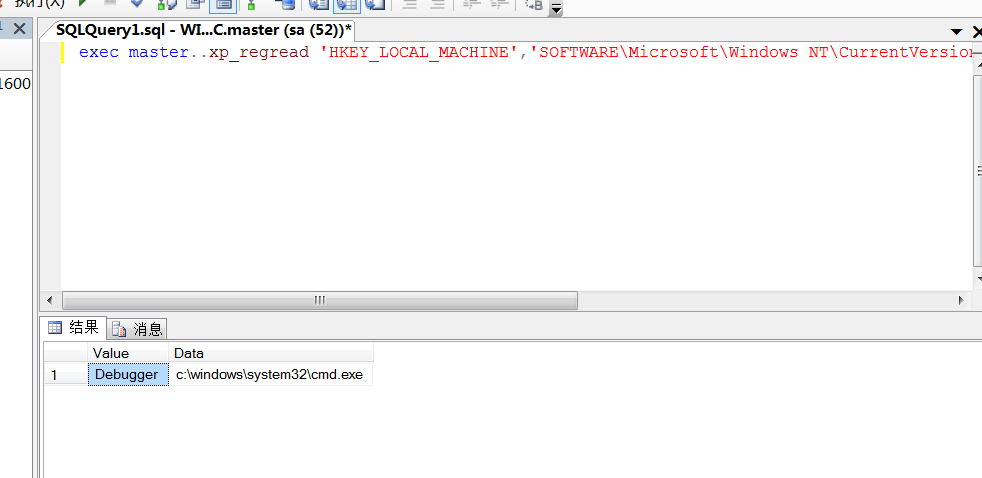 执行(X)
SQLQuery1.sql - WI...C.master (sa (52))*
1600
exec master..xp_regread 'HKEY_LOCAL_MACHINE','SOFTWARE\Microsoft\Windows NT\CurrentVersion
结果
消息
Value Data
1 Debugger c:\windows\system32\cmd.exe